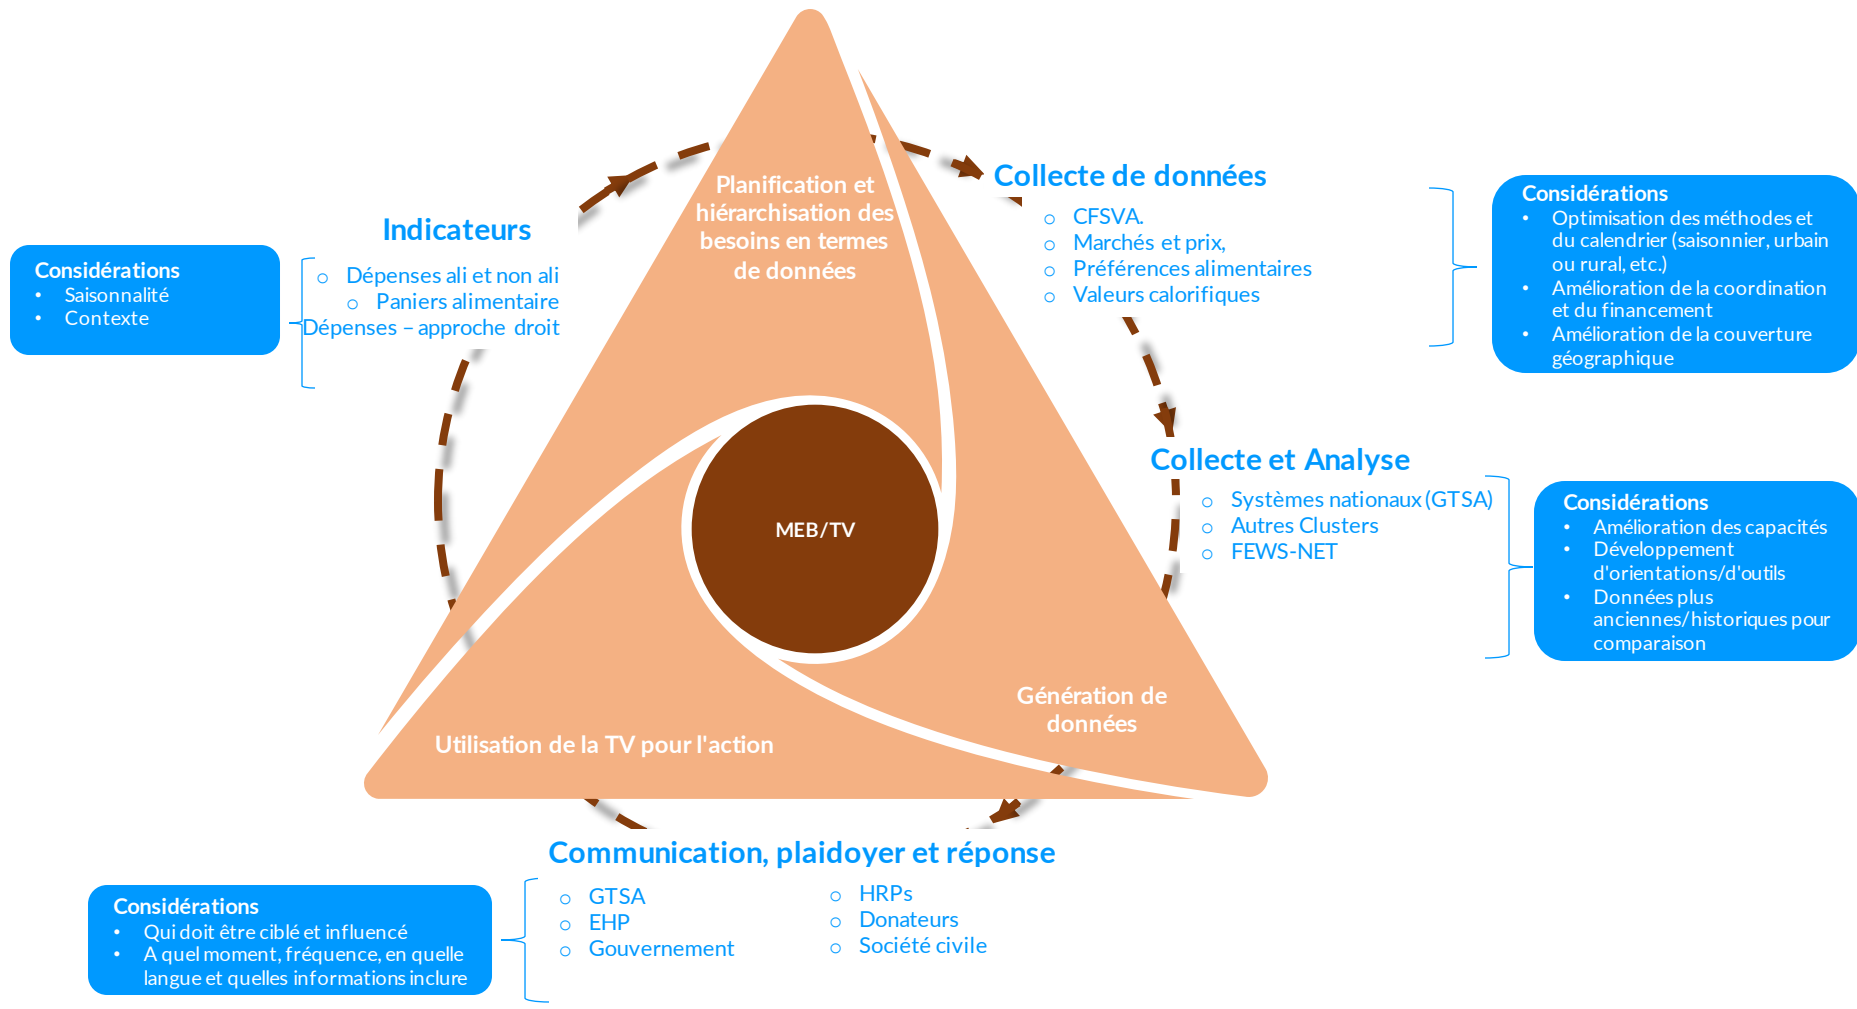 Planification et
hiérarchisation des
besoins en termes
de données
Indicateurs
Dépenses ali et non ali
Paniers alimentaire
Dépenses – approche droit
Considérations
Saisonnalité
Contexte
Collecte de données
CFSVA.
Marchés et prix,
Préférences alimentaires
Valeurs calorifiques
Considérations
Optimisation des méthodes et
du calendrier (saisonnier, urbain
ou rural, etc.)
Amélioration de la coordination
et du financement
Amélioration de la couverture
géographique
Collecte et Analyse
Systèmes nationaux (GTSA)
Autres Clusters
FEWS-NET
Considérations
Amélioration des capacités
Développement
d'orientations/d'outils
Données plus
anciennes/historiques pour
comparaison
MEB/TV
Génération de
données
Utilisation de la TV pour l'action
Communication, plaidoyer et réponse
GTSA
EHP
Gouvernement
HRPs
Donateurs
Société civile
Considérations
Qui doit être ciblé et influencé
A quel moment, fréquence, en quelle
langue et quelles informations inclure